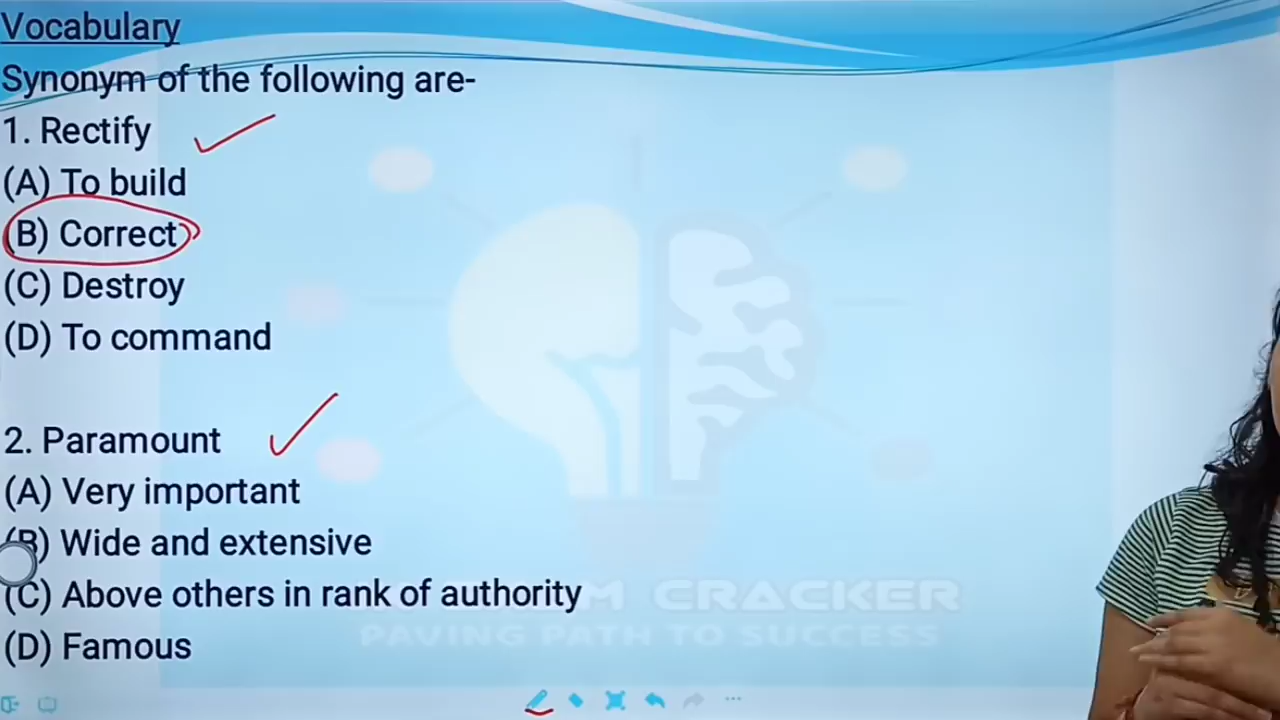 Vocabulary
Synonym of the following are-
1. Rectify
(A) To build
(B) Correct
(C) Destroy
(D) To command
2. Paramount
(A) Very important
(B) Wide and extensive
(C) Above others in rank of authority
(D) Famous
CRACKER
PAVING PATH TO SUCCESS